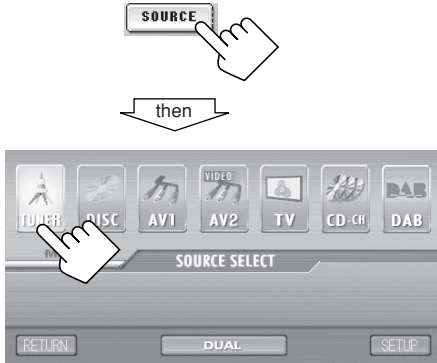 SOURCE
then
TUNER DISC AV1 VIDEO AV2 TV CD-CH DAB
SOURCE SELECT
RETURN DUAL SETUP